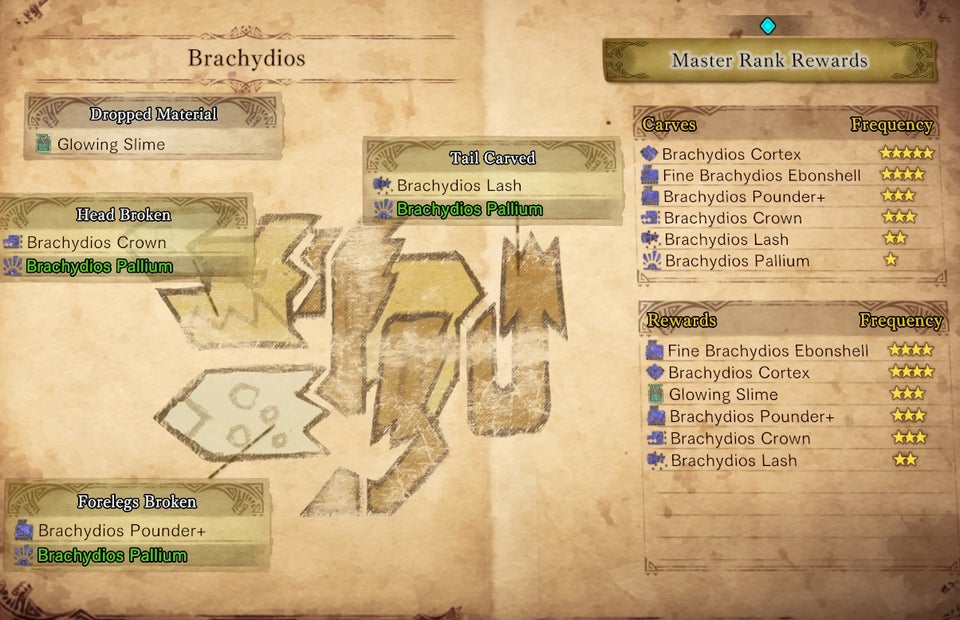 Brachydios
Dropped Material
Glowing Slime
Head Broken
Brachydios Crown
Brachydios Pallium
Tail Carved
Brachydios Lash
Brachydios Pallium
Forelegs Broken
Brachydios Pounder+
Brachydios Pallium
Master Rank Rewards
Carves Frequency
Brachydios Cortex ★★★★★
Fine Brachydios Ebonshell ★★★★
Brachydios Pounder+ ★★★
Brachydios Crown ★★★
Brachydios Lash ★★
Brachydios Pallium ★
Rewards Frequency
Fine Brachydios Ebonshell ★★★★
Brachydios Cortex ★★★★
Glowing Slime ★★★
Brachydios Pounder+ ★★★
Brachydios Crown ★★★
Brachydios Lash ★★